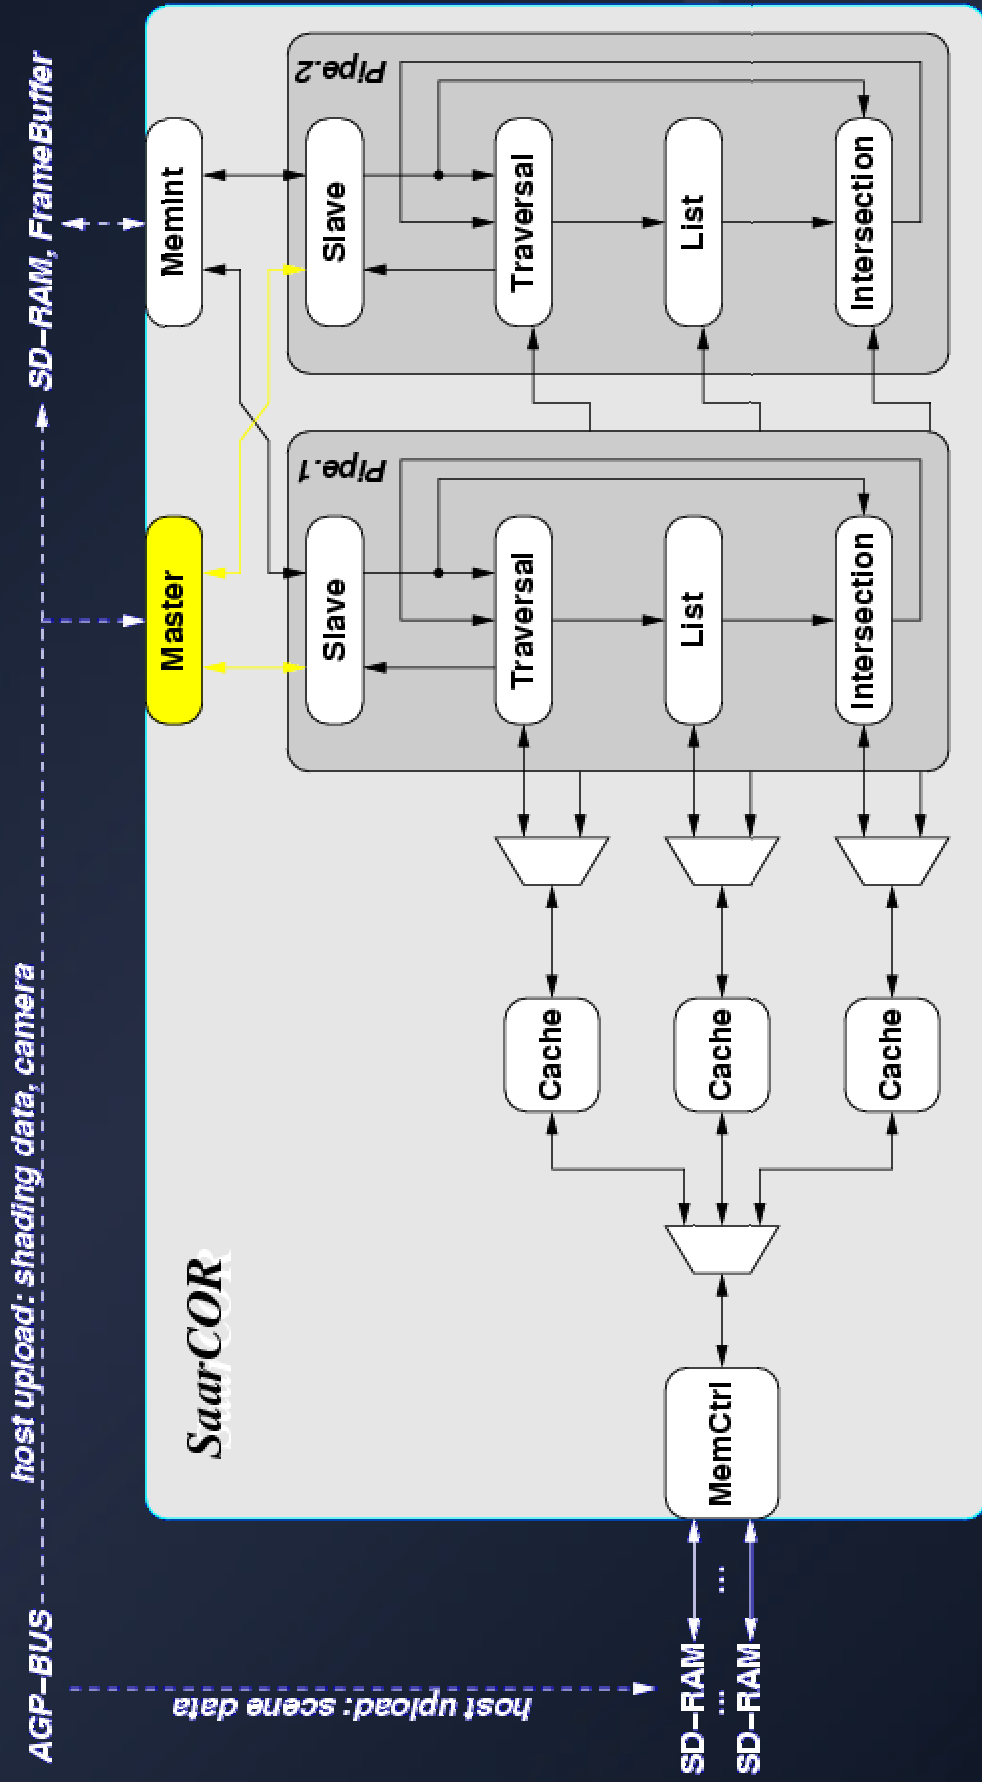 AGP-BUS
host upload: shading data, camera
SD-RAM, FrameBuffer
SaarCOR
Master
MemInt
Pipe.1
Pipe.2
Slave
Slave
Cache
Traversal
Traversal
host upload: scene data
SD-RAM
...
...
SD-RAM
MemCtrl
Cache
List
List
Cache
Intersection
Intersection